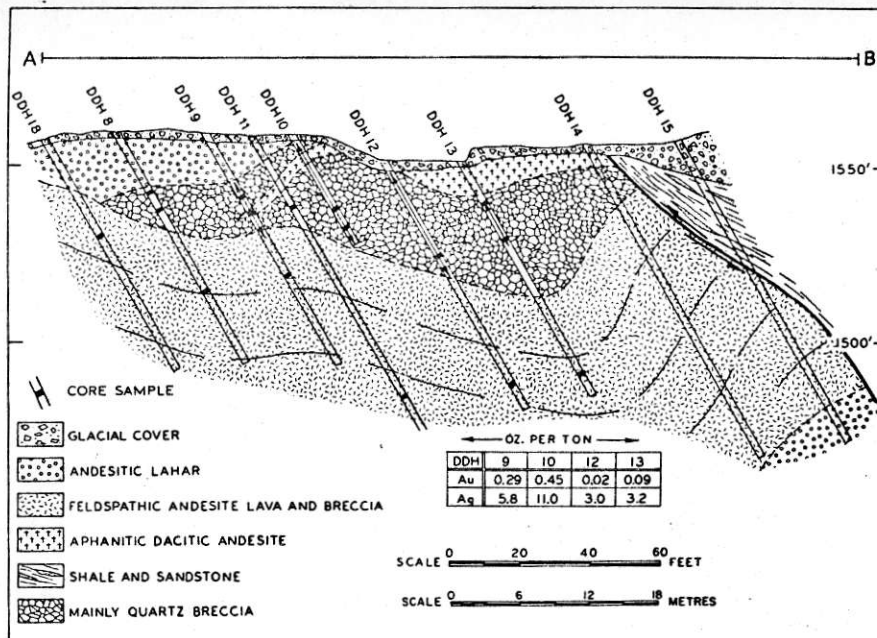 A B
DDH 18
DDH 8
DDH 9
DDH 11
DDH 10
DDH 12
DDH 13
DDH 14
DDH 15
1550'
1500'
CORE SAMPLE
GLACIAL COVER
ANDESITIC LAHAR
FELDSPATHIC ANDESITE LAVA AND BRECCIA
APHANITIC DACITIC ANDESITE
SHALE AND SANDSTONE
MAINLY QUARTZ BRECCIA
OZ. PER TON
DDH 9 10 12 13
Au 0.29 0.45 0.02 0.09
Ag 5.8 11.0 3.0 3.2
SCALE 0 20 40 60 FEET
SCALE 0 6 12 18 METRES